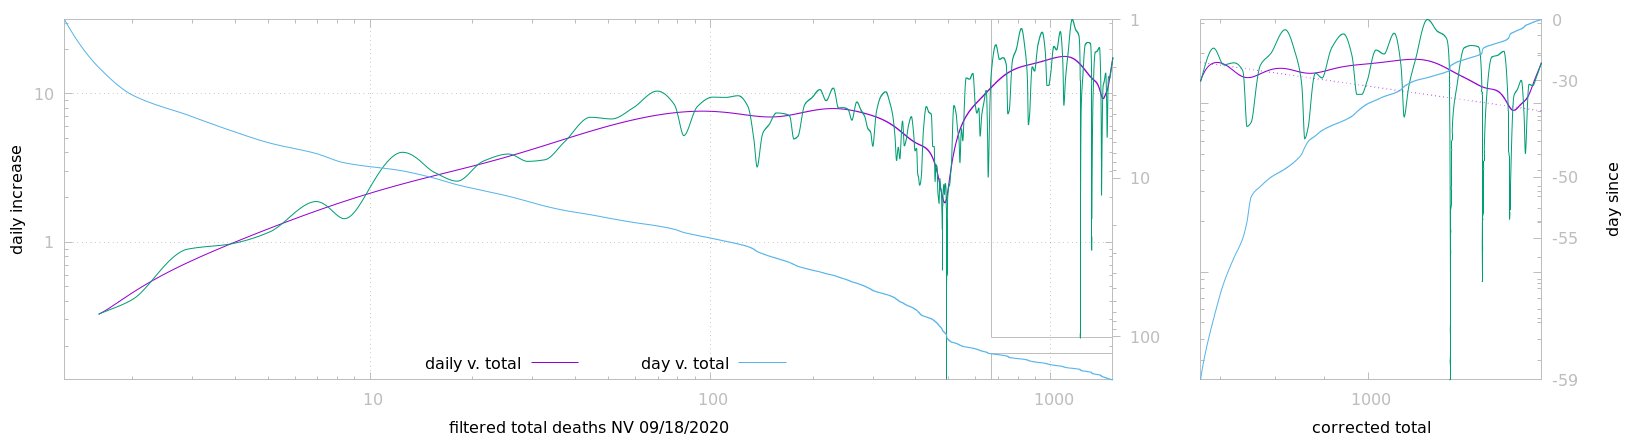 daily increase
10
1
daily v. total
day v. total
10
100
1000
filtered total deaths NV 09/18/2020
1
10
100
1000
corrected total
0
-30
-50
-55
-59
day since